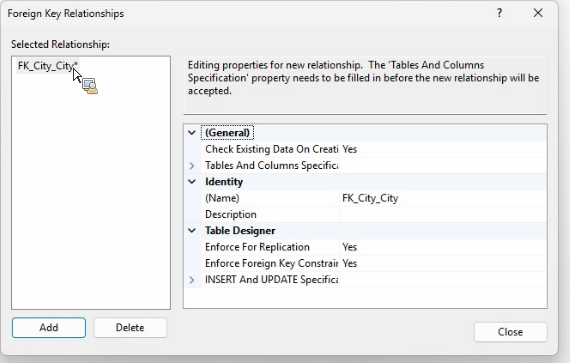 Foreign Key Relationships
Selected Relationship:
FK_City_City*
Editing properties for new relationship. The 'Tables And Columns
Specification' property needs to be filled in before the new relationship will be
accepted.
(General)
Check Existing Data On Creati Yes
Tables And Columns Specifica
Identity
(Name) FK_City_City
Description
Table Designer
Enforce For Replication Yes
Enforce Foreign Key Constrain Yes
INSERT And UPDATE Specifica
Add
Delete
Close